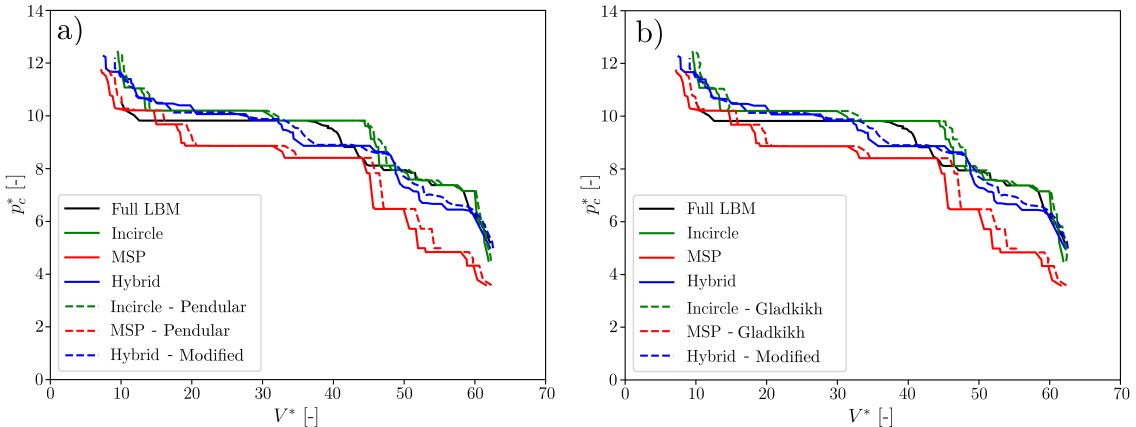 a)
14
12
10
8
6
4
2
0
p*c [-]
Full LBM
Incircle
MSP
Hybrid
Incircle - Pendular
MSP - Pendular
Hybrid - Modified
0 10 20 30 40 50 60 70
V* [-]
b)
14
12
10
8
6
4
2
0
p*c [-]
Full LBM
Incircle
MSP
Hybrid
Incircle - Gladkikh
MSP - Gladkikh
Hybrid - Modified
0 10 20 30 40 50 60 70
V* [-]